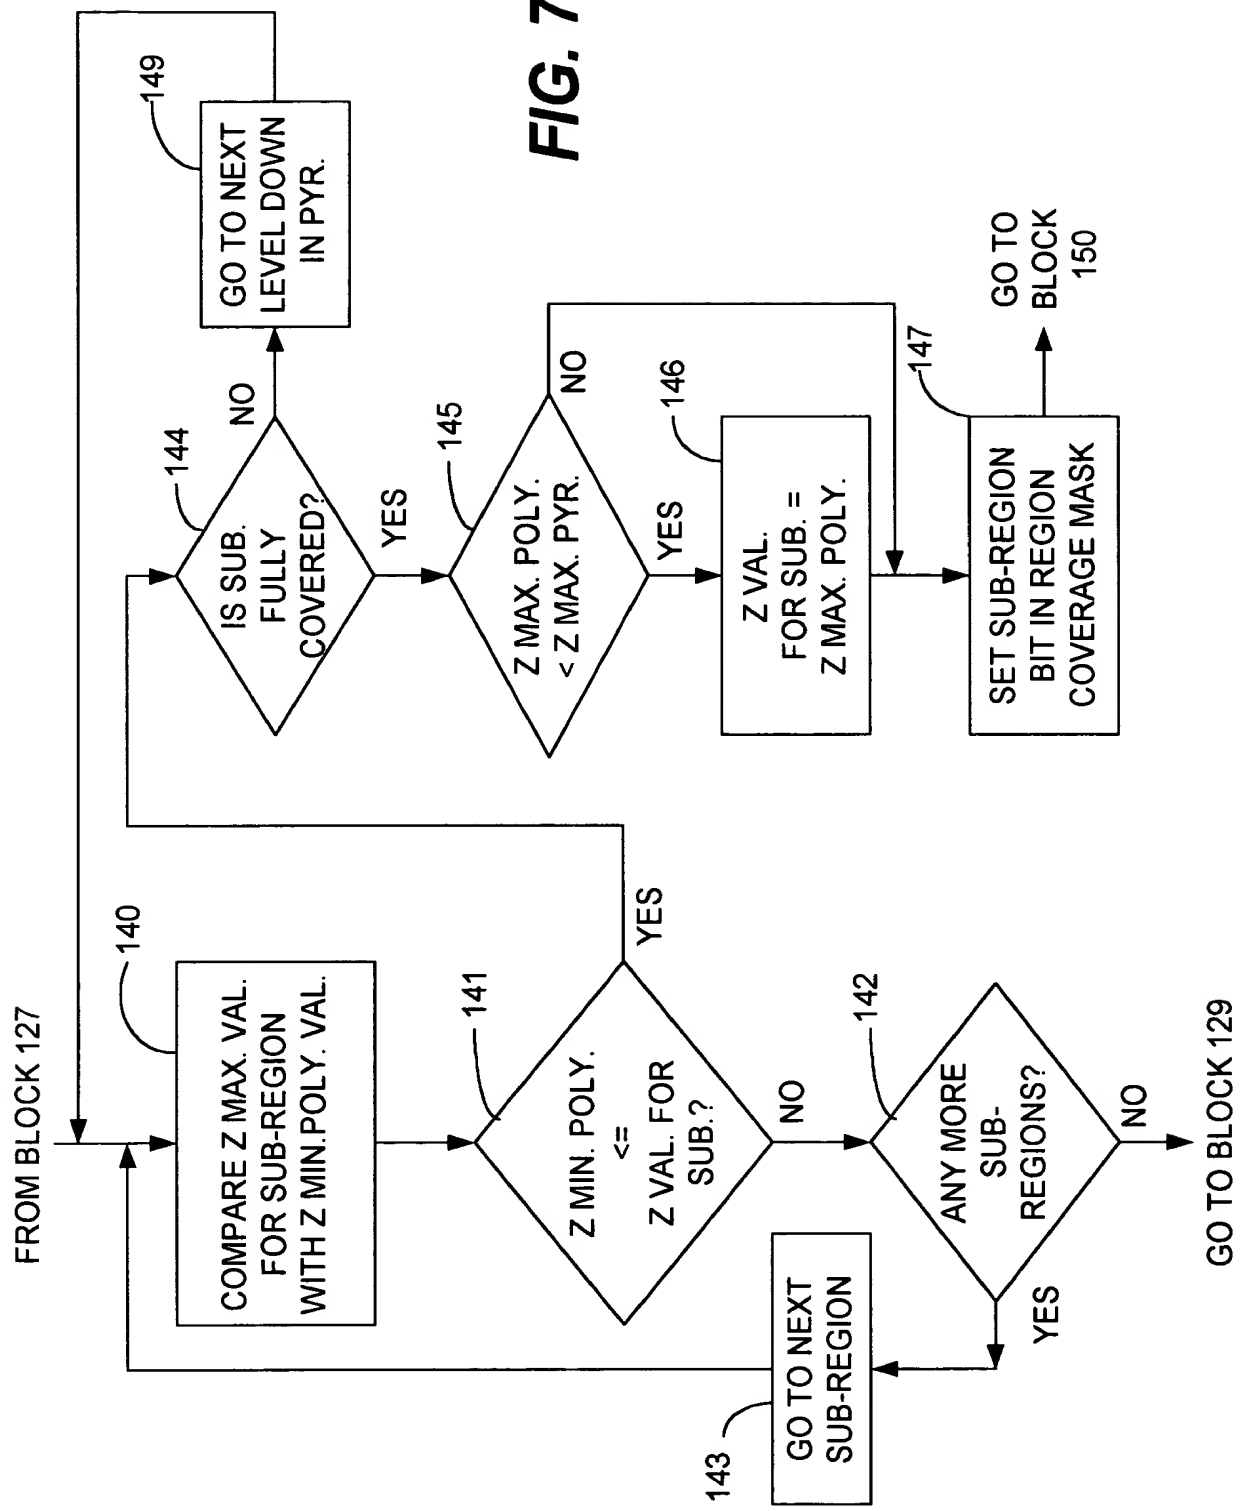 FROM BLOCK 127
140
COMPARE Z MAX. VAL.
FOR SUB-REGION
WITH Z MIN.POLY. VAL.
141
Z MIN. POLY.
<=
Z VAL. FOR
SUB.?
YES
NO
142
ANY MORE
SUB-
REGIONS?
YES
NO
143
GO TO NEXT
SUB-REGION
GO TO BLOCK 129
144
IS SUB.
FULLY
COVERED?
NO
YES
149
GO TO NEXT
LEVEL DOWN
IN PYR.
145
Z MAX. POLY.
< Z MAX. PYR.
NO
YES
146
Z VAL.
FOR SUB. =
Z MAX. POLY.
147
SET SUB-REGION
BIT IN REGION
COVERAGE MASK
GO TO
BLOCK
150
FIG. 7